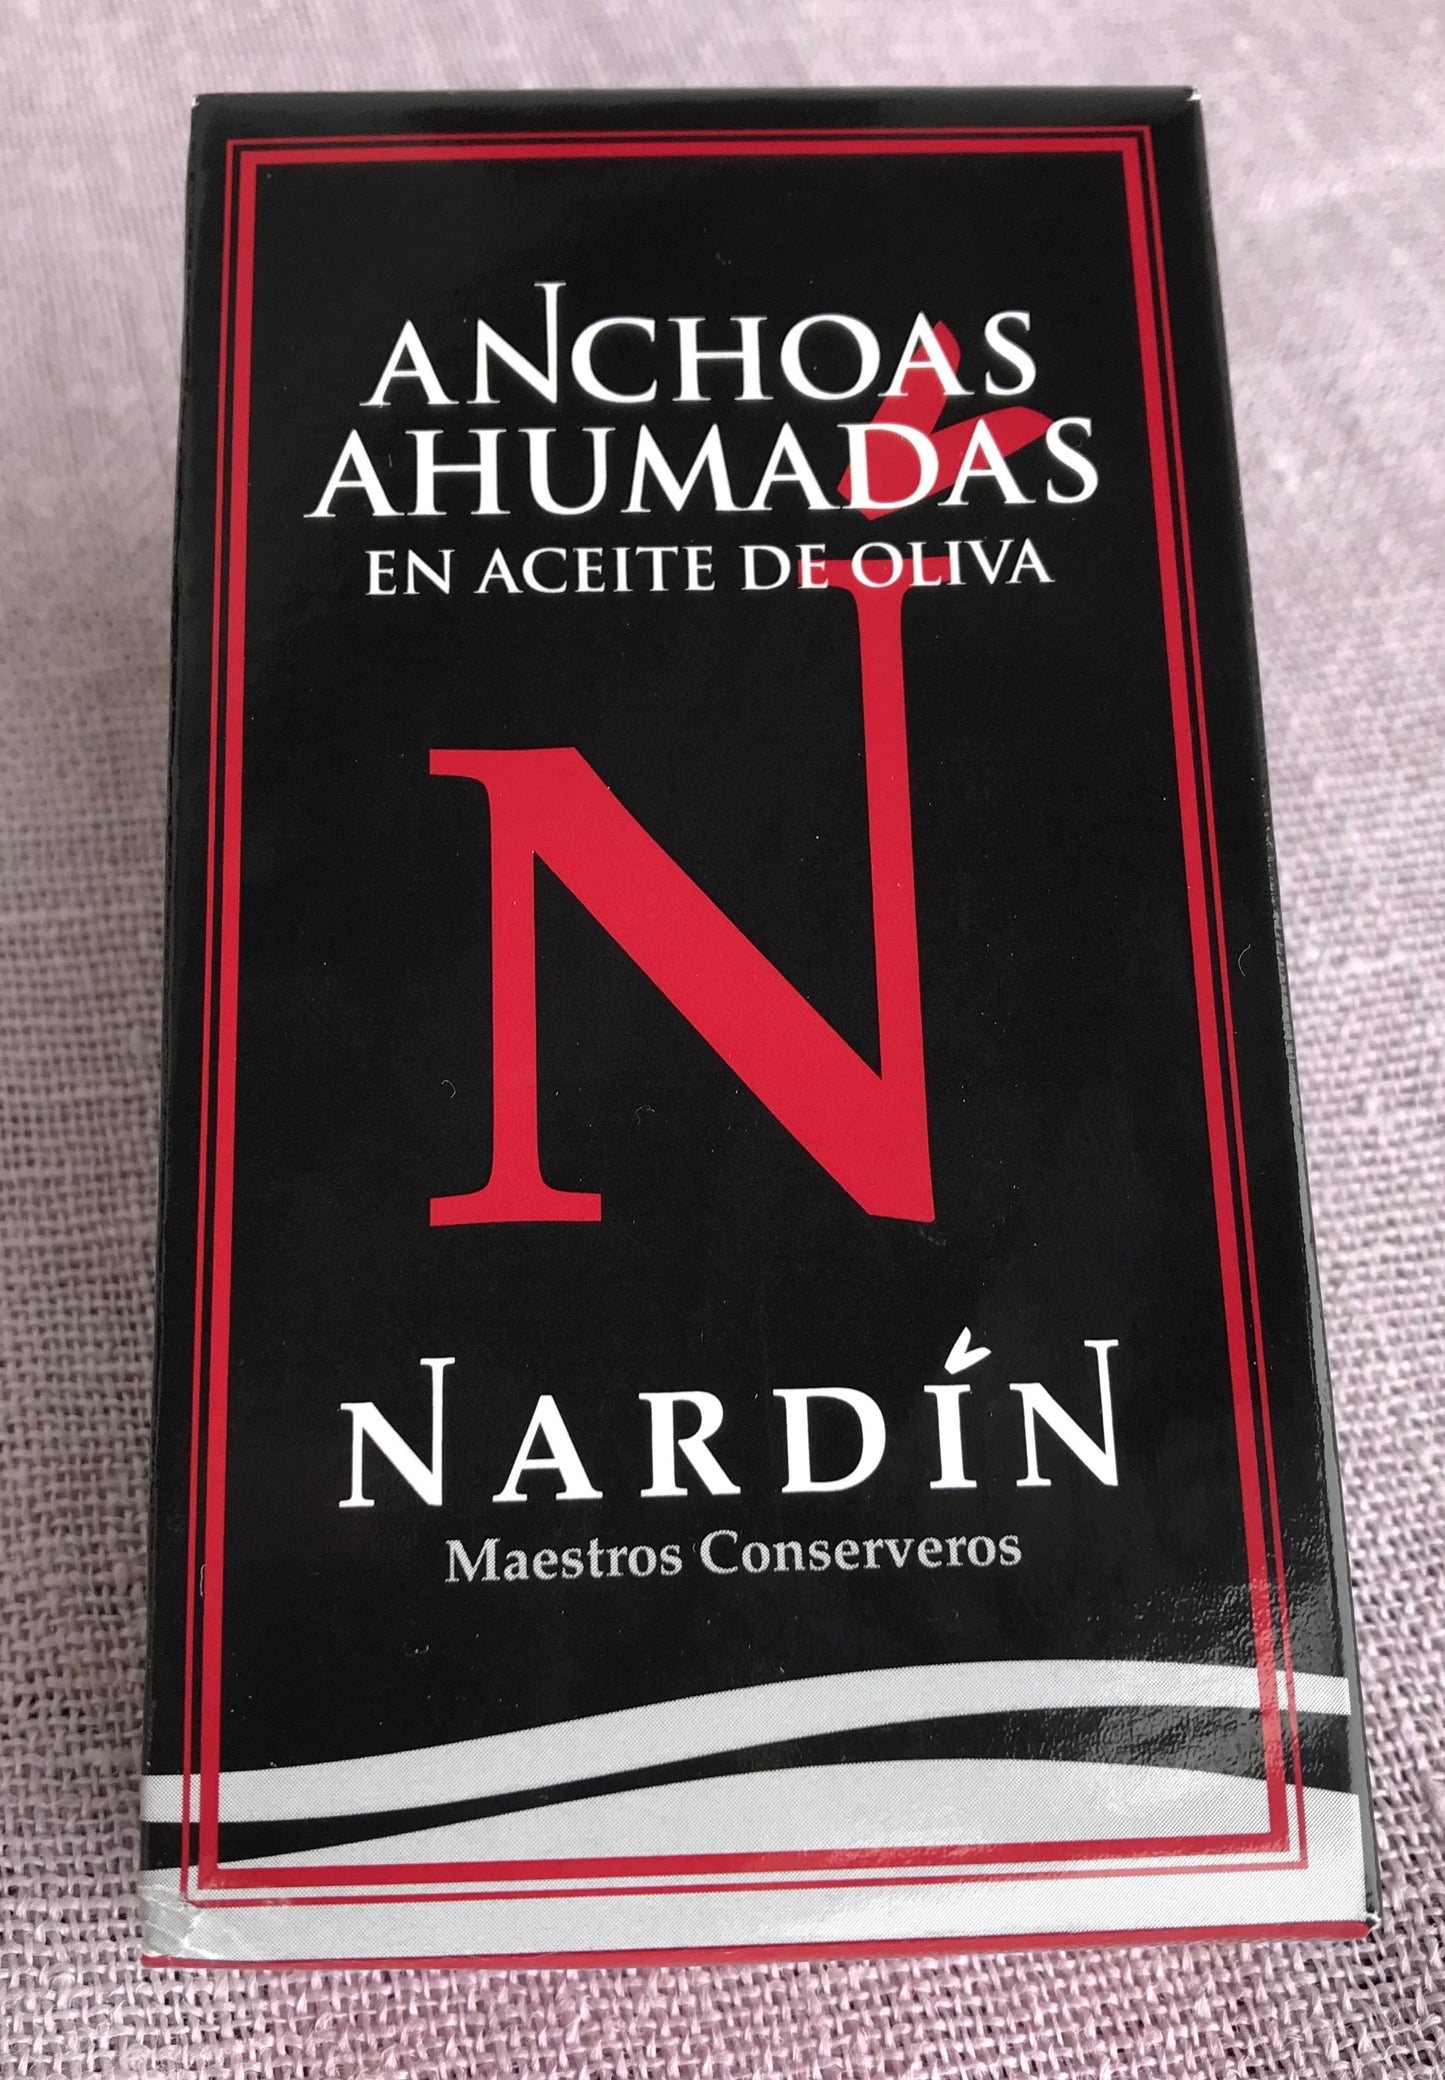 ANCHOAS
AHUMADAS
EN ACEITE DE OLIVA
N
NARDÍN
Maestros Conserveros